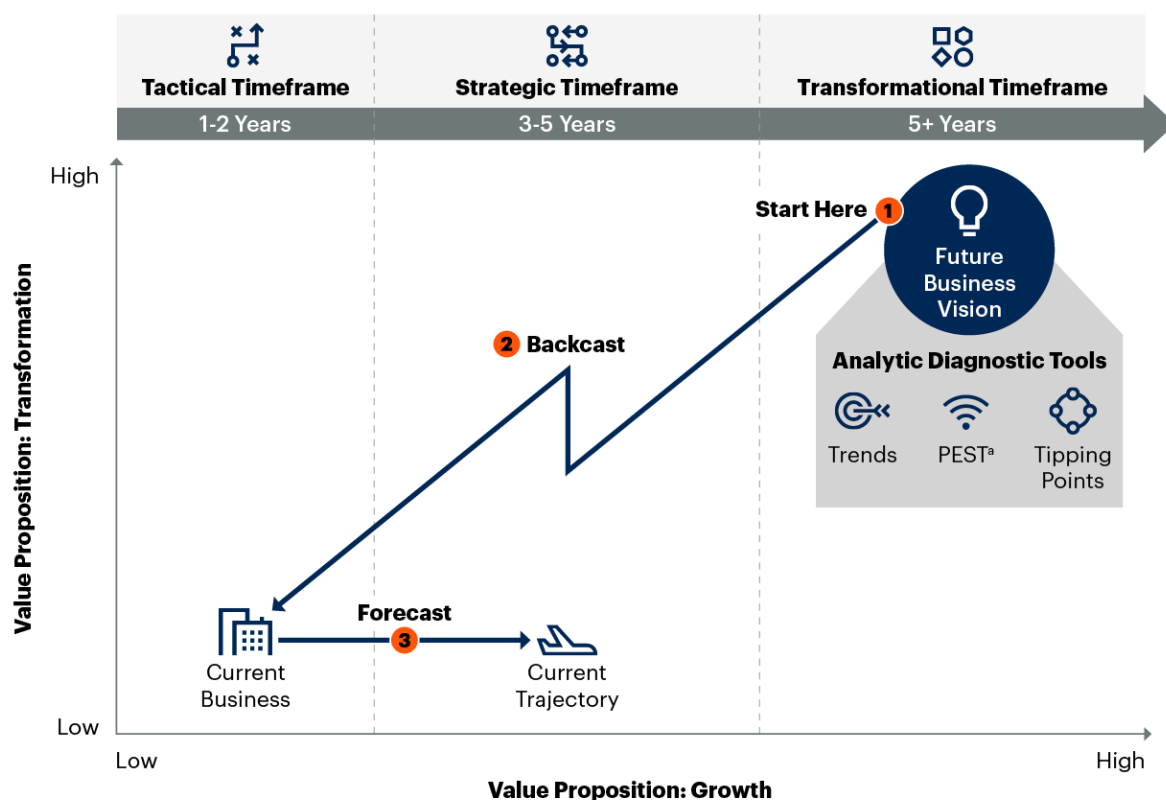 Tactical Timeframe
Strategic Timeframe
Transformational Timeframe
1-2 Years
3-5 Years
5+ Years
High
Start Here
1
Future
Business
Vision
2
Backcast
Analytic Diagnostic Tools
Trends
PESTᵃ
Tipping
Points
Value Proposition: Transformation
Forecast
3
Current
Business
Current
Trajectory
Low
Low
High
Value Proposition: Growth